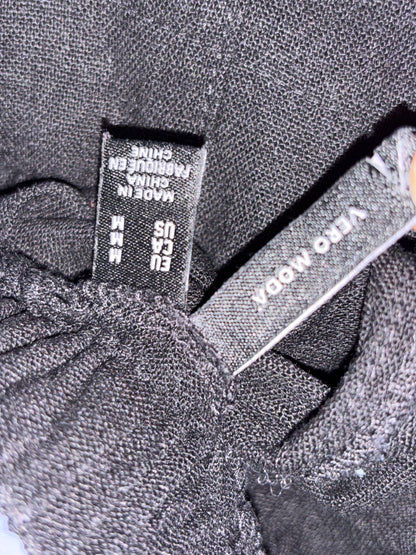 EU M
CA M
US M
MADE IN
CHINA
FABRIQUE EN
CHINE
VERO MODA